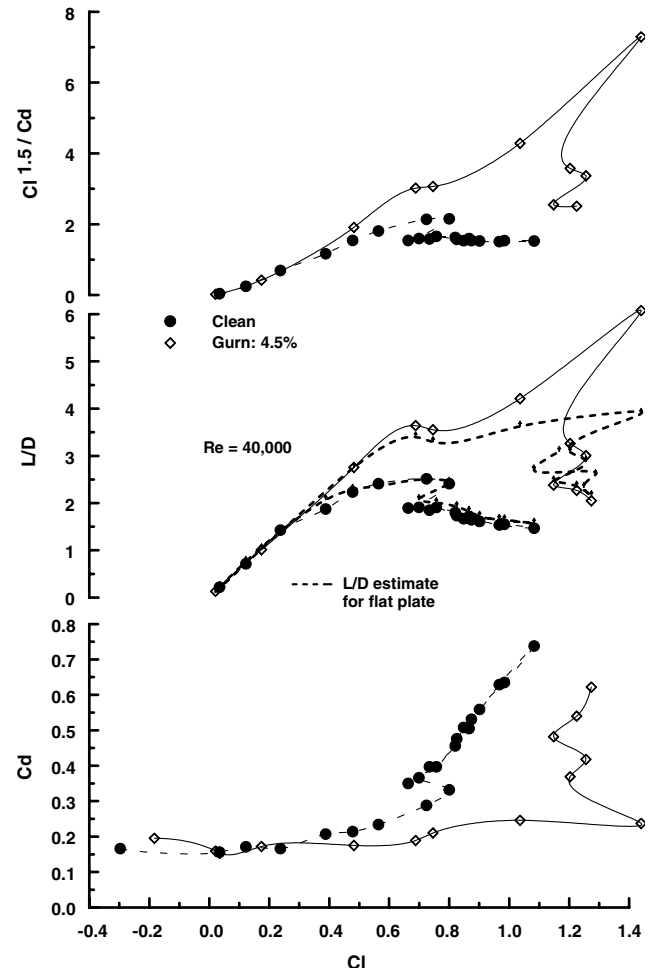 8
6
4
2
0
Cl 1.5 / Cd
Clean
Gurn: 4.5%
6
5
4
3
2
1
0
L/D
Re = 40,000
L/D estimate
for flat plate
0.8
0.7
0.6
0.5
0.4
0.3
0.2
0.1
0.0
Cd
-0.4 -0.2 0.0 0.2 0.4 0.6 0.8 1.0 1.2 1.4
Cl